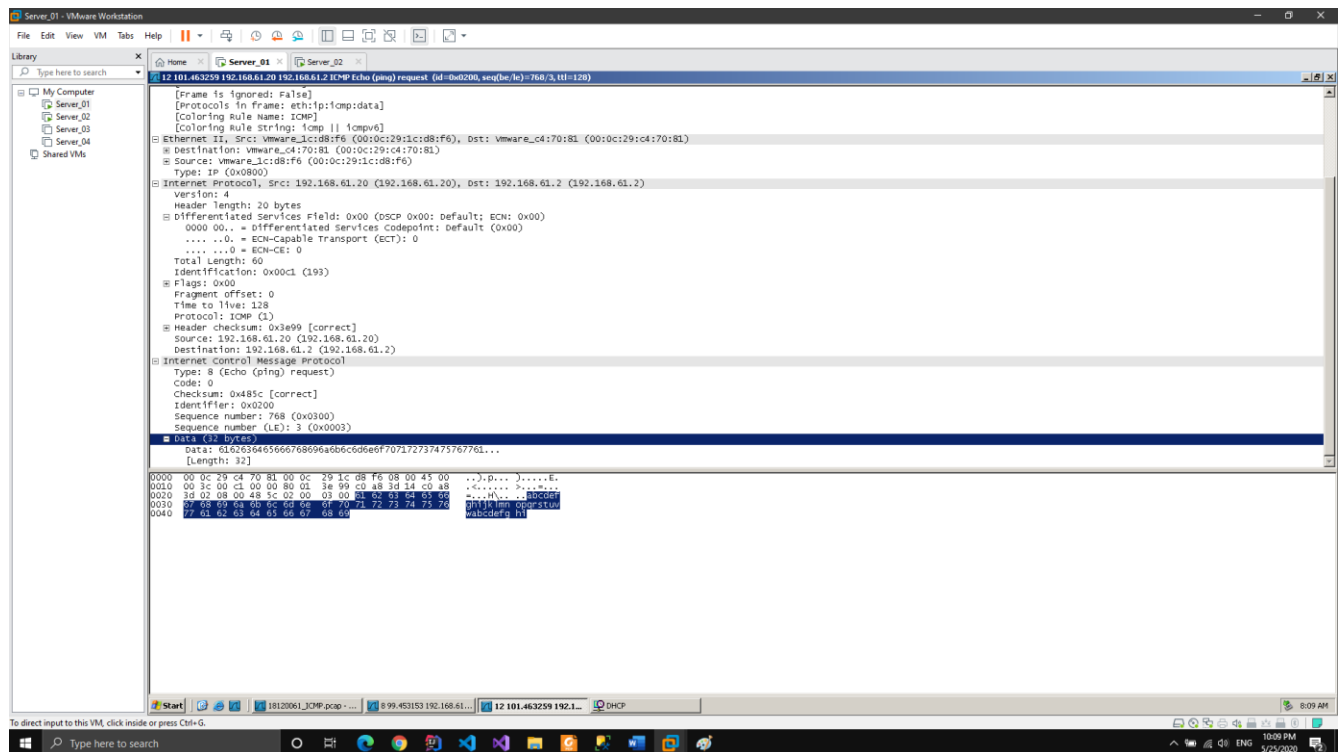 Server_01 - VMware Workstation
File Edit View VM Tabs Help
Library
Type here to search
My Computer
Server_01
Server_02
Server_03
Server_04
Shared VMs
Home Server_01 Server_02
12 101.463259 192.168.61.20 192.168.61.2 ICMP Echo (ping) request (id=0x0200, seq(be/le)=768/3, ttl=128)
[Frame is ignored: False]
[Protocols in frame: eth:ip:icmp:data]
[Coloring Rule Name: ICMP]
[Coloring Rule String: icmp || icmpv6]
Ethernet II, Src: Vmware_1c:d8:f6 (00:0c:29:1c:d8:f6), Dst: Vmware_c4:70:81 (00:0c:29:c4:70:81)
Destination: Vmware_c4:70:81 (00:0c:29:c4:70:81)
Source: Vmware_1c:d8:f6 (00:0c:29:1c:d8:f6)
Type: IP (0x0800)
Internet Protocol, Src: 192.168.61.20 (192.168.61.20), Dst: 192.168.61.2 (192.168.61.2)
Version: 4
Header length: 20 bytes
Differentiated Services Field: 0x00 (DSCP 0x00: Default; ECN: 0x00)
0000 00.. = Differentiated Services Codepoint: Default (0x00)
.... ..0. = ECN-Capable Transport (ECT): 0
.... ...0 = ECN-CE: 0
Total Length: 60
Identification: 0x00c1 (193)
Flags: 0x00
Fragment offset: 0
Time to live: 128
Protocol: ICMP (1)
Header checksum: 0x3e99 [correct]
Source: 192.168.61.20 (192.168.61.20)
Destination: 192.168.61.2 (192.168.61.2)
Internet Control Message Protocol
Type: 8 (Echo (ping) request)
Code: 0
Checksum: 0x485c [correct]
Identifier: 0x0200
Sequence number: 768 (0x0300)
Sequence number (LE): 3 (0x0003)
Data (32 bytes)
Data: 6162636465666768696a6b6c6d6e6f707172737475767761...
[Length: 32]
0000 00 0c 29 c4 70 81 00 0c 29 1c d8 f6 08 00 45 00 ..).p... ).....E.
0010 00 3c 00 c1 00 00 80 01 3e 99 c0 a8 3d 14 c0 a8 .<...... >...=...
0020 3d 02 08 00 48 5c 02 00 03 00 61 62 63 64 65 66 =...H\.. ..abcdef
0030 67 68 69 6a 6b 6c 6d 6e 6f 70 71 72 73 74 75 76 ghijklmn opqrstuv
0040 77 61 62 63 64 65 66 67 68 69 wabcdefg hi
Start 18120061_ICMP.pcap - ... 8 99.453153 192.168.61... 12 101.463259 192.1... DHCP 8:09 AM
To direct input to this VM, click inside or press Ctrl+G.
Type here to search ENG 10:09 PM
5/25/2020